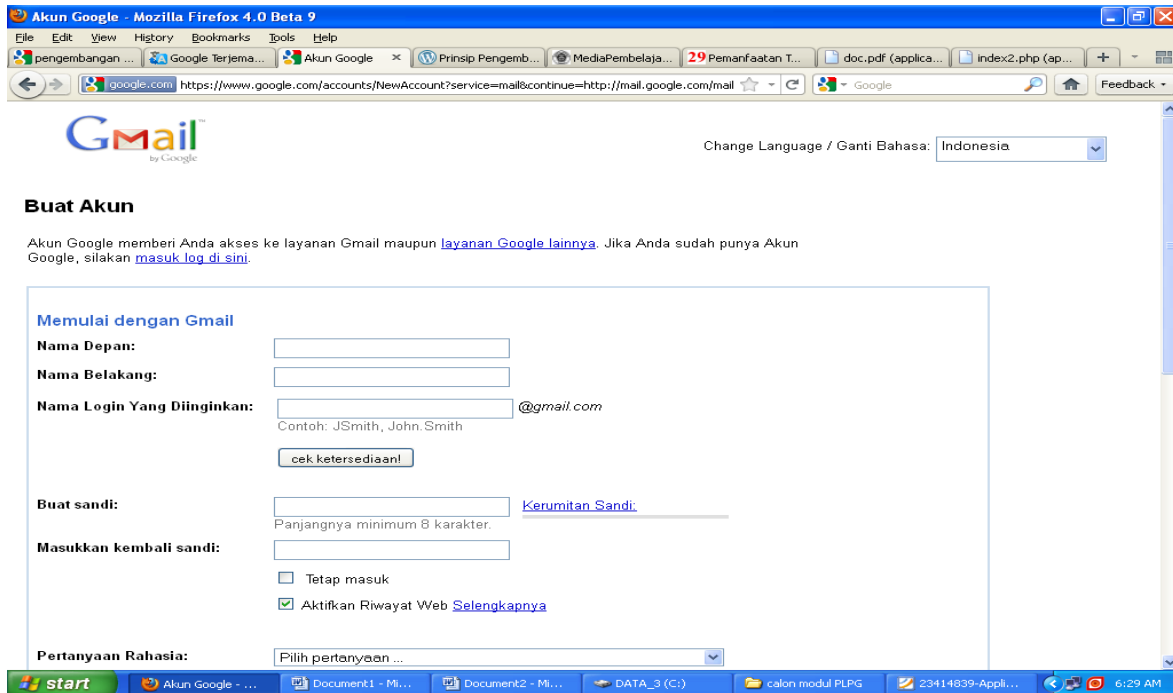 Akun Google - Mozilla Firefox 4.0 Beta 9
File Edit View History Bookmarks Tools Help
pengembangan ... Google Terjema... Akun Google × Prinsip Pengemb... MediaPembelaja... 29 Pemanfaatan T... doc.pdf (applica... index2.php (ap... +
google.com https://www.google.com/accounts/NewAccount?service=mail&continue=http://mail.google.com/mail Google Feedback
Gmail™
by Google
Change Language / Ganti Bahasa: Indonesia
Buat Akun
Akun Google memberi Anda akses ke layanan Gmail maupun layanan Google lainnya. Jika Anda sudah punya Akun
Google, silakan masuk log di sini.
Memulai dengan Gmail
Nama Depan:
Nama Belakang:
Nama Login Yang Diinginkan: @gmail.com
Contoh: JSmith, John.Smith
cek ketersediaan!
Buat sandi: Kerumitan Sandi:
Panjangnya minimum 8 karakter.
Masukkan kembali sandi:
Tetap masuk
Aktifkan Riwayat Web Selengkapnya
Pertanyaan Rahasia: Pilih pertanyaan ...
start Akun Google - ... Document1 - Mi... Document2 - Mi... DATA_3 (C:) calon modul PLPG 23414839-Appli... 6:29 AM